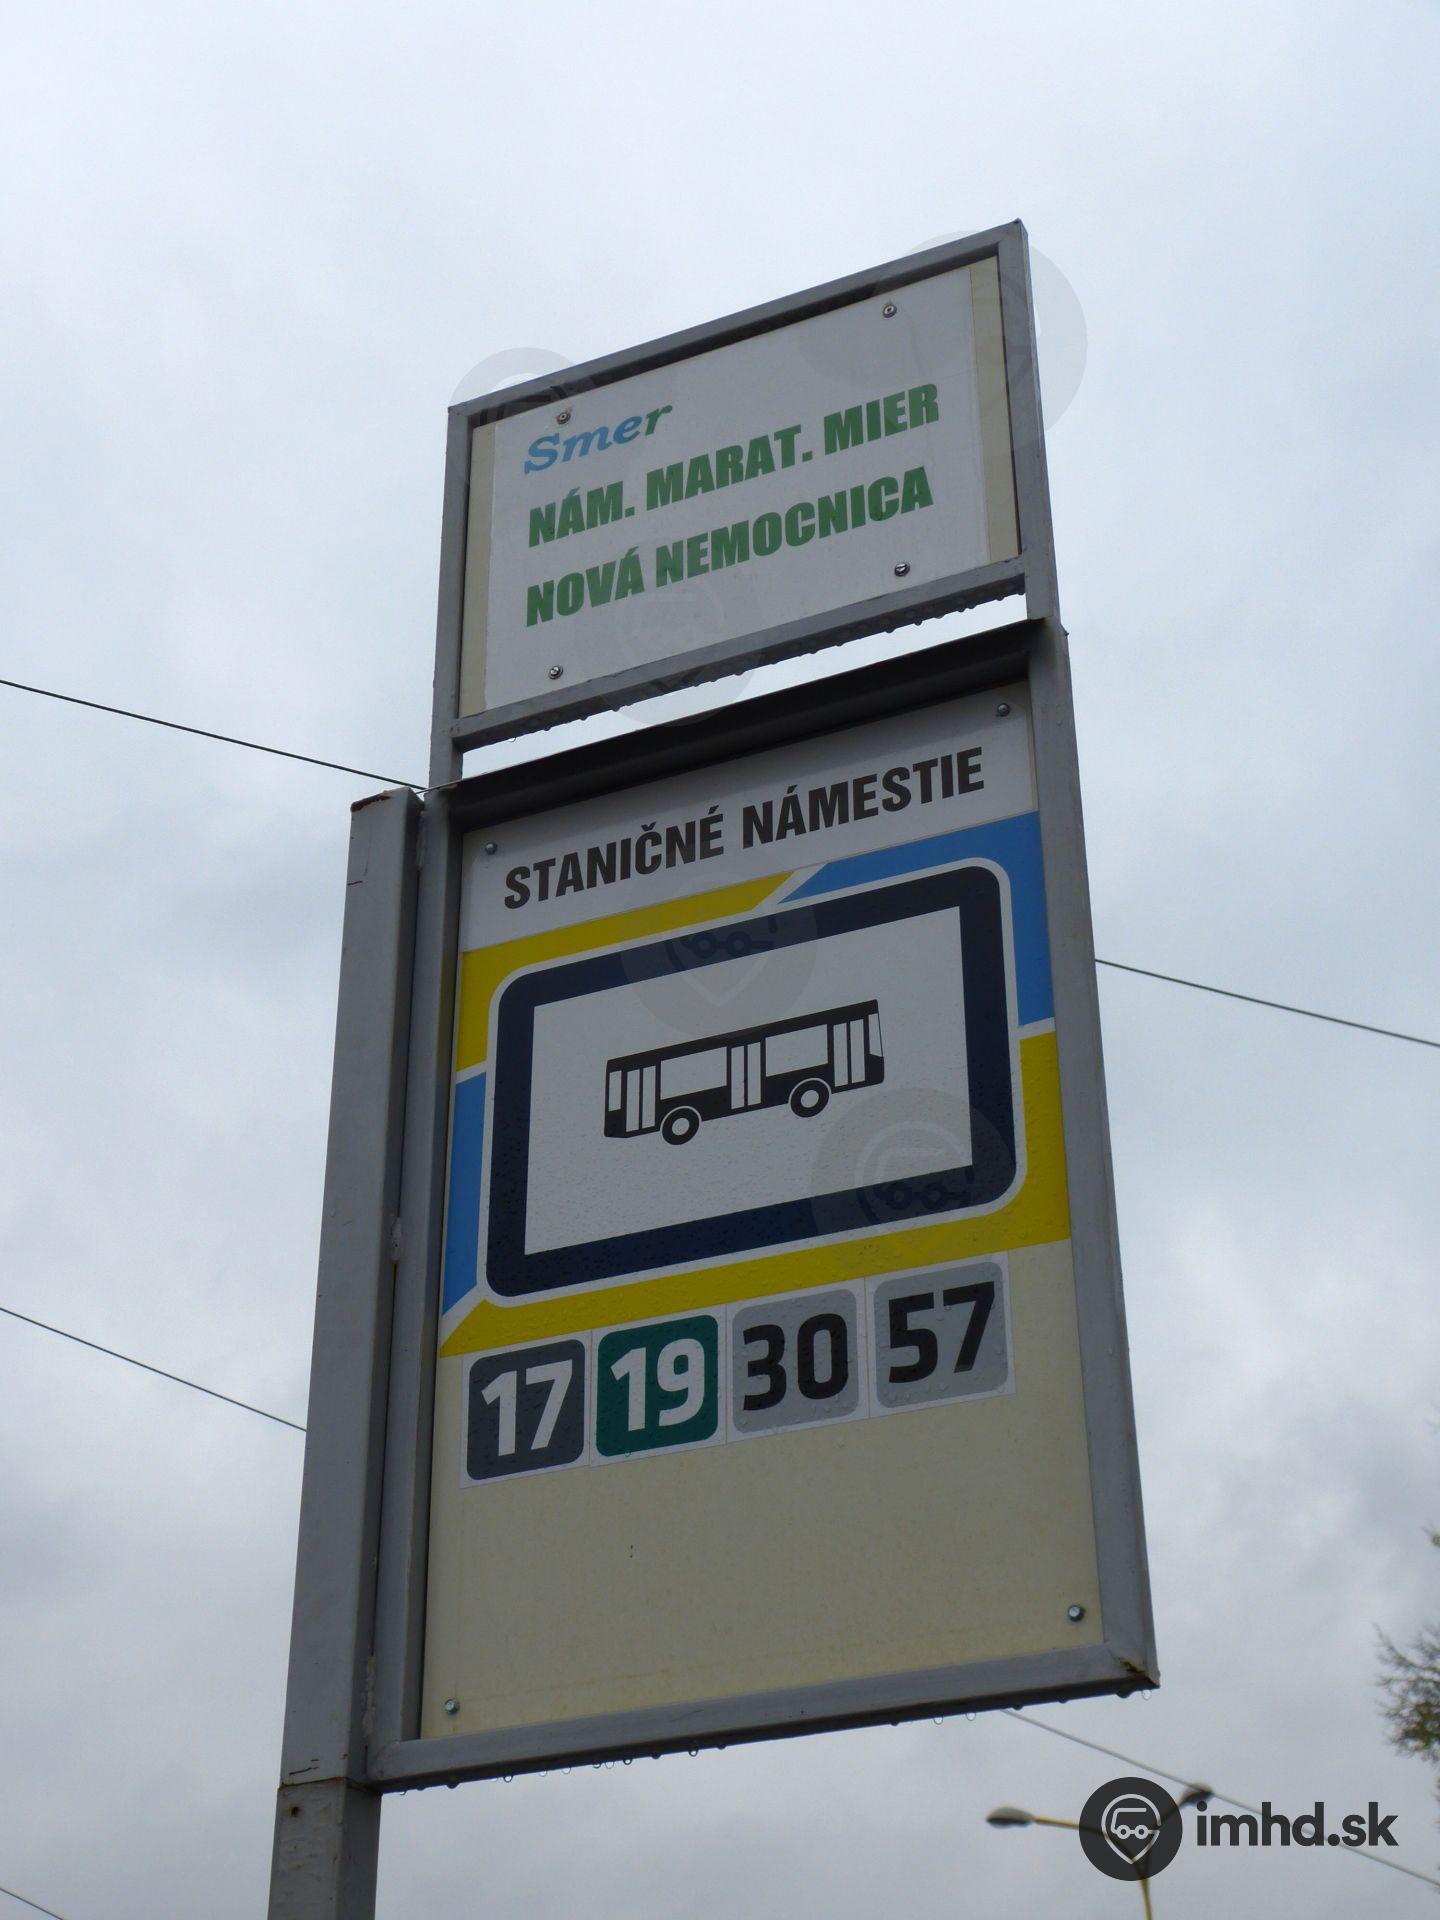 Smer
NÁM. MARAT. MIER
NOVÁ NEMOCNICA
STANIČNÉ NÁMESTIE
17 19 30 57
imhd.sk